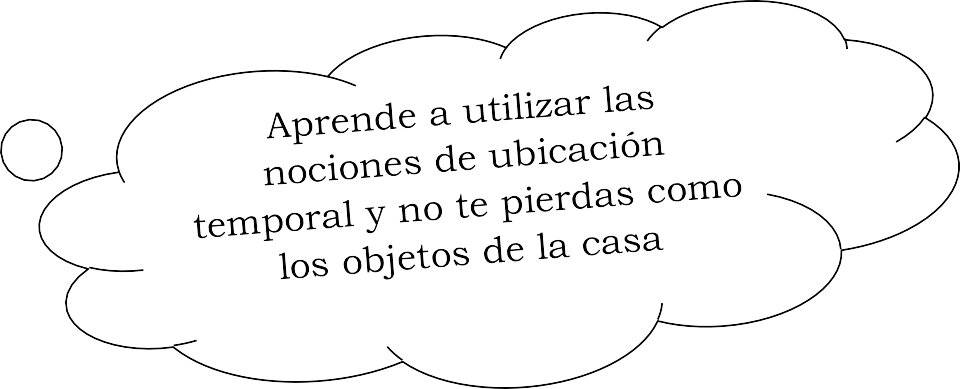 Aprende a utilizar las
nociones de ubicación
temporal y no te pierdas como
los objetos de la casa